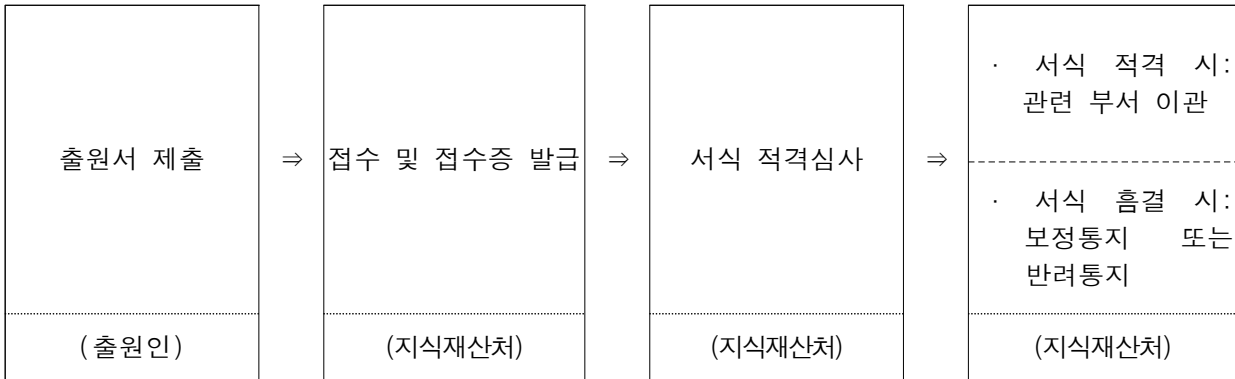 출원서 제출
⇒
접수 및 접수증 발급
⇒
서식 적격심사
⇒
· 서식 적격 시:
관련 부서 이관
· 서식 흠결 시:
보정통지 또는
반려통지
(출원인)
(지식재산처)
(지식재산처)
(지식재산처)